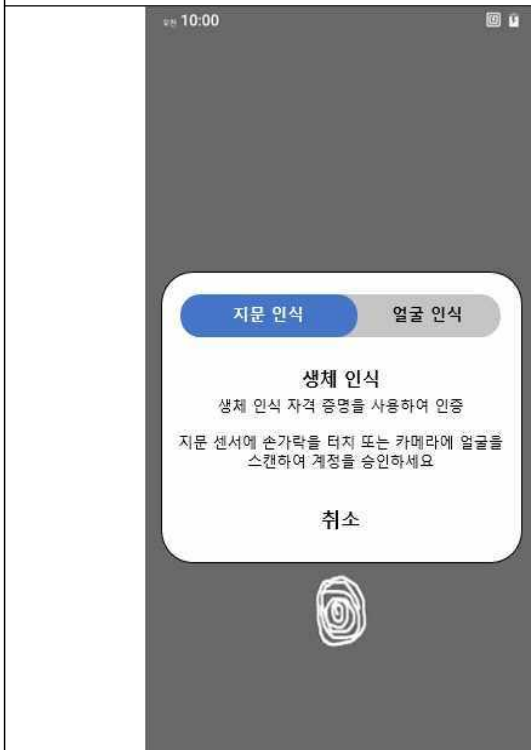 오전 10:00
지문 인식 얼굴 인식
생체 인식
생체 인식 자격 증명을 사용하여 인증
지문 센서에 손가락을 터치 또는 카메라에 얼굴을
스캔하여 계정을 승인하세요
취소